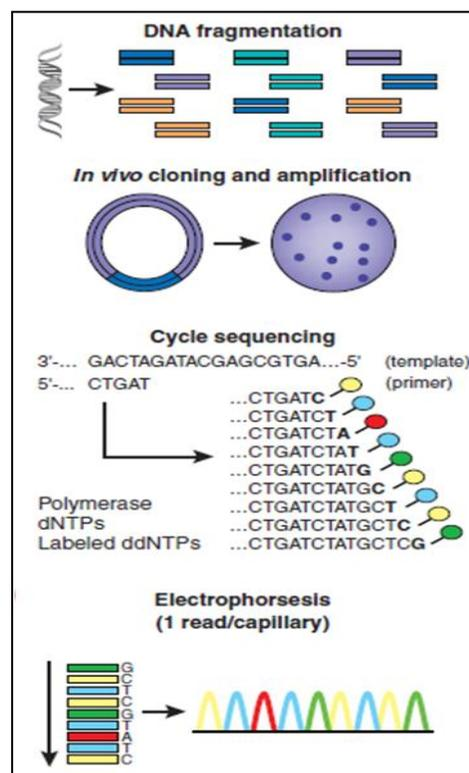 DNA fragmentation
In vivo cloning and amplification
Cycle sequencing
3'-... GACTAGATACGAGCGTGA...-5' (template)
5'-... CTGAT (primer)
...CTGATC
...CTGATCT
...CTGATCTA
...CTGATCTAT
...CTGATCTATG
...CTGATCTATGC
...CTGATCTATGCT
...CTGATCTATGCTC
...CTGATCTATGCTCG
Polymerase
dNTPs
Labeled ddNTPs
Electrophorsesis
(1 read/capillary)
G
C
T
C
G
T
A
T
C